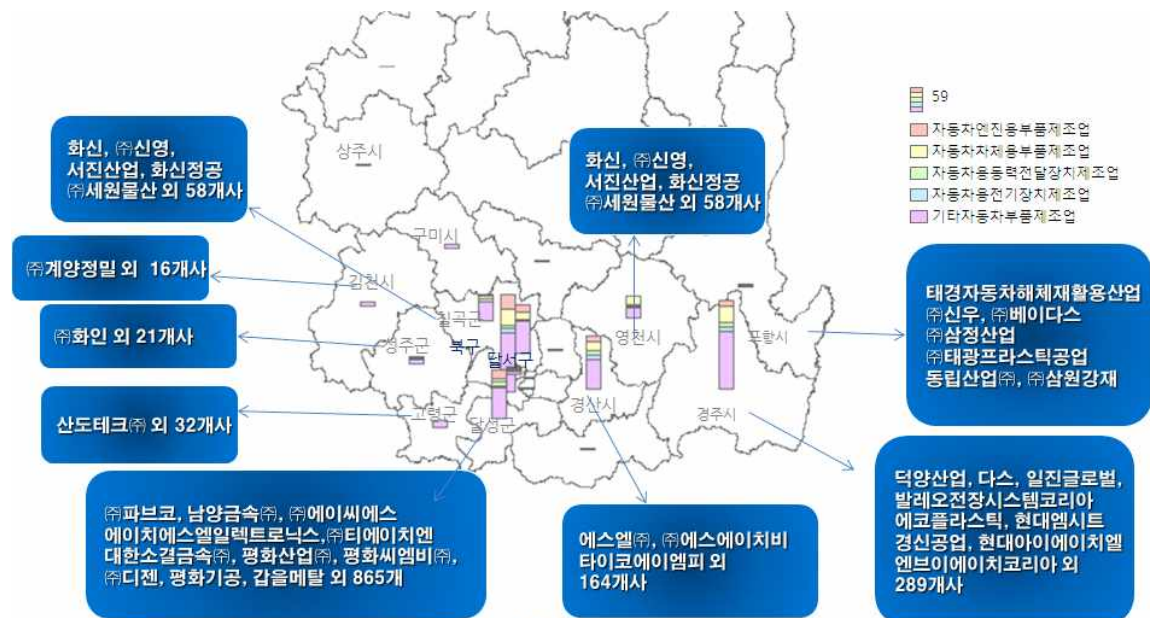 59
자동차엔진용부품제조업
자동차차체용부품제조업
자동차용동력전달장치제조업
자동차용전기장치제조업
기타자동차부품제조업
화신, ㈜신영,
서진산업, 화신정공
㈜세원물산 외 58개사
화신, ㈜신영,
서진산업, 화신정공
㈜세원물산 외 58개사
㈜계양정밀 외 16개사
㈜화인 외 21개사
산도테크㈜ 외 32개사
태경자동차해체재활용산업
㈜신우, ㈜베이다스
㈜삼정산업
㈜태광프라스틱공업
동림산업㈜, ㈜삼원강재
상주시
구미시
김천시
칠곡군
북구
성주군
달서구
영천시
포항시
고령군
달성군
경산시
경주시
㈜파브코, 남양금속㈜, ㈜에이씨에스
에이치에스엘일렉트로닉스,㈜티에이치엔
대한소결금속㈜, 평화산업㈜, 평화씨엠비㈜,
㈜디젠, 평화기공, 갑을메탈 외 865개
에스엘㈜, ㈜에스에이치비
타이코에이엠피 외
164개사
덕양산업, 다스, 일진글로벌,
발레오전장시스템코리아
에코플라스틱, 현대엠시트
경신공업, 현대아이에이치엘
엔브이에이치코리아 외
289개사